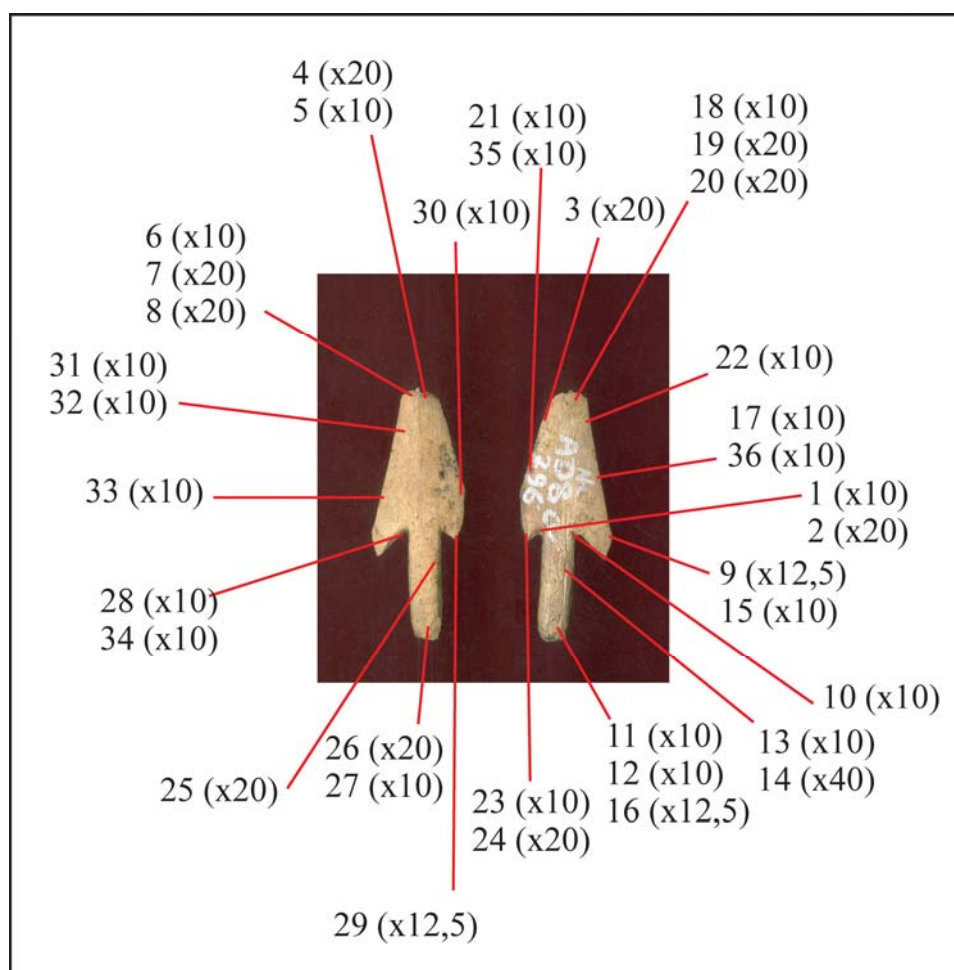 4 (x20)
5 (x10)
21 (x10)
35 (x10)
18 (x10)
19 (x20)
20 (x20)
30 (x10)
3 (x20)
6 (x10)
7 (x20)
8 (x20)
31 (x10)
32 (x10)
22 (x10)
17 (x10)
36 (x10)
33 (x10)
1 (x10)
2 (x20)
9 (x12,5)
15 (x10)
28 (x10)
34 (x10)
10 (x10)
25 (x20)
26 (x20)
27 (x10)
11 (x10)
12 (x10)
16 (x12,5)
13 (x10)
14 (x40)
23 (x10)
24 (x20)
29 (x12,5)